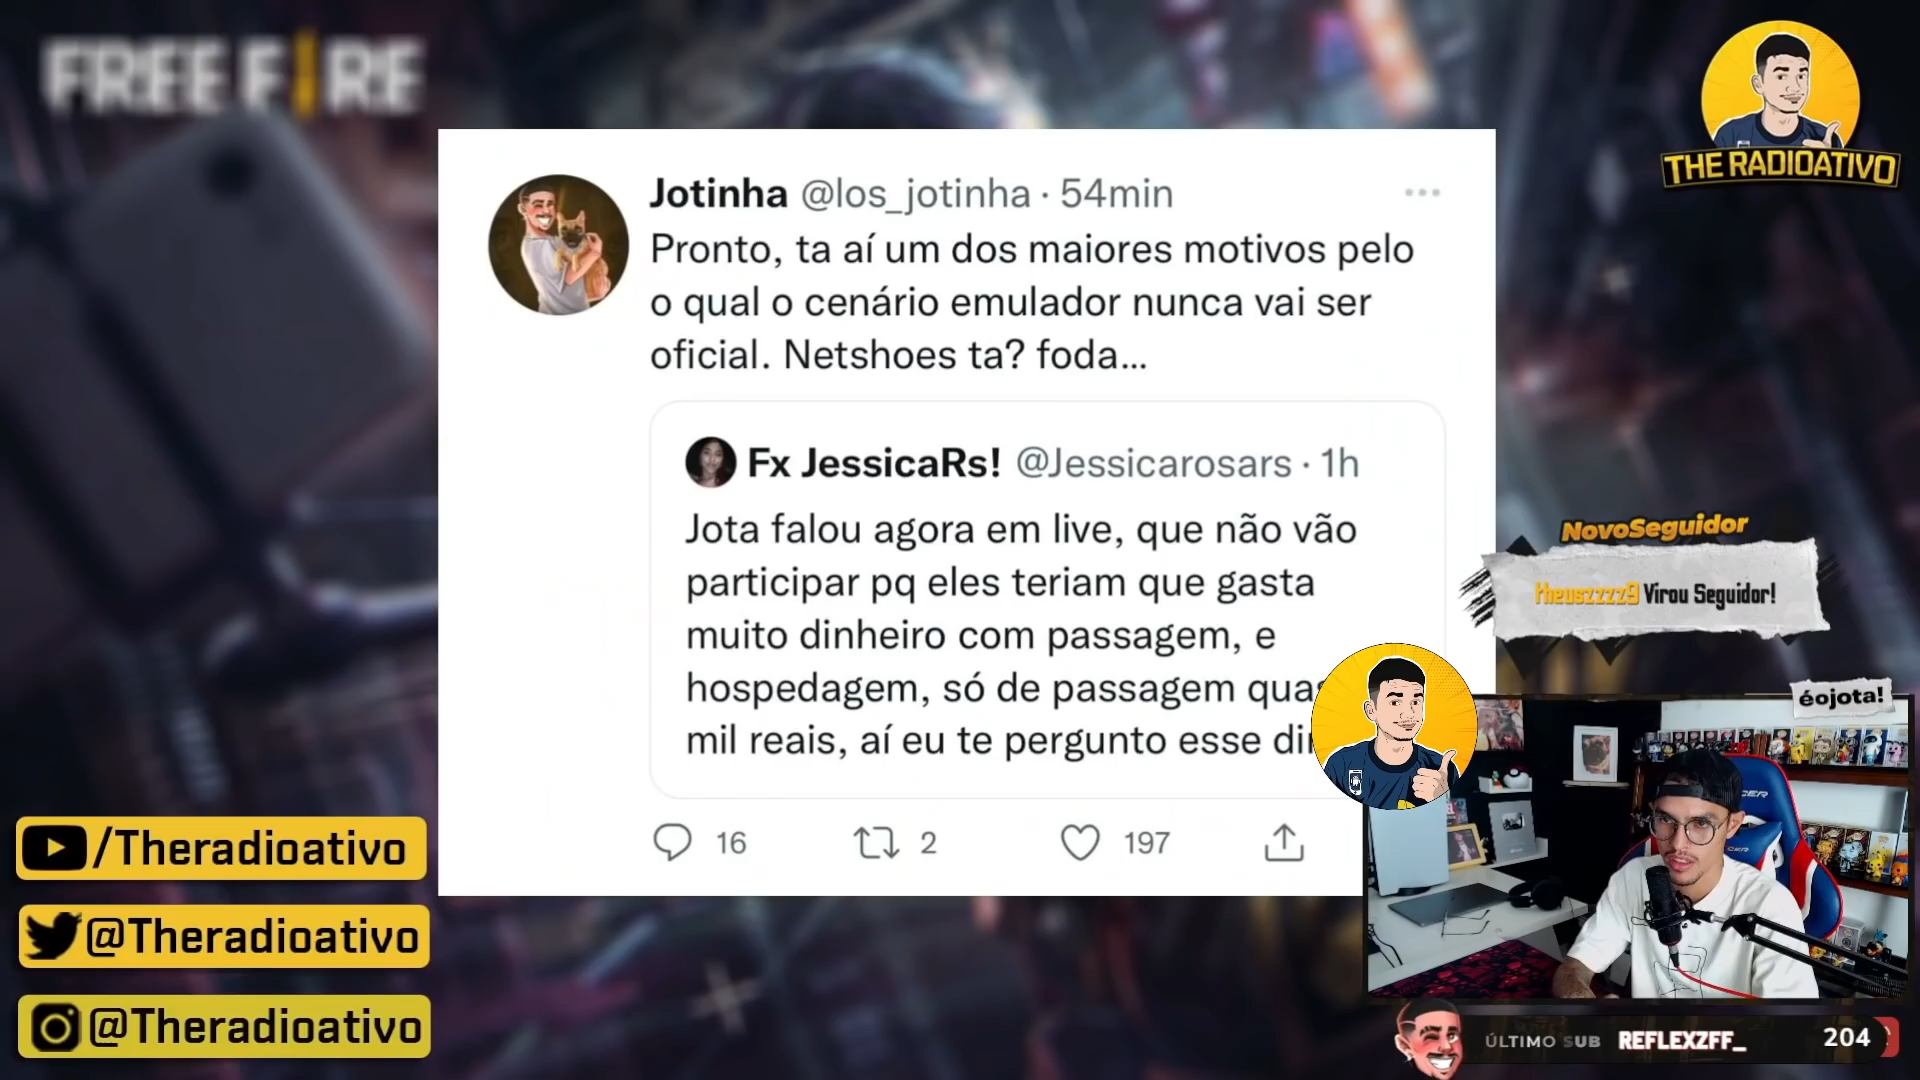 FREE FIRE
THE RADIOATIVO
Jotinha @los_jotinha · 54min
Pronto, ta aí um dos maiores motivos pelo
o qual o cenário emulador nunca vai ser
oficial. Netshoes ta? foda...
Fx JessicaRs! @Jessicarosars · 1h
Jota falou agora em live, que não vão
participar pq eles teriam que gasta
muito dinheiro com passagem, e
hospedagem, só de passagem
mil reais, aí eu te pergunto esse
16 2 197
NovoSeguidor
theuszzzz9 Virou Seguidor!
éojota!
/Theradioativo
@Theradioativo
@Theradioativo
ÚLTIMO SUB REFLEXZFF_ 204